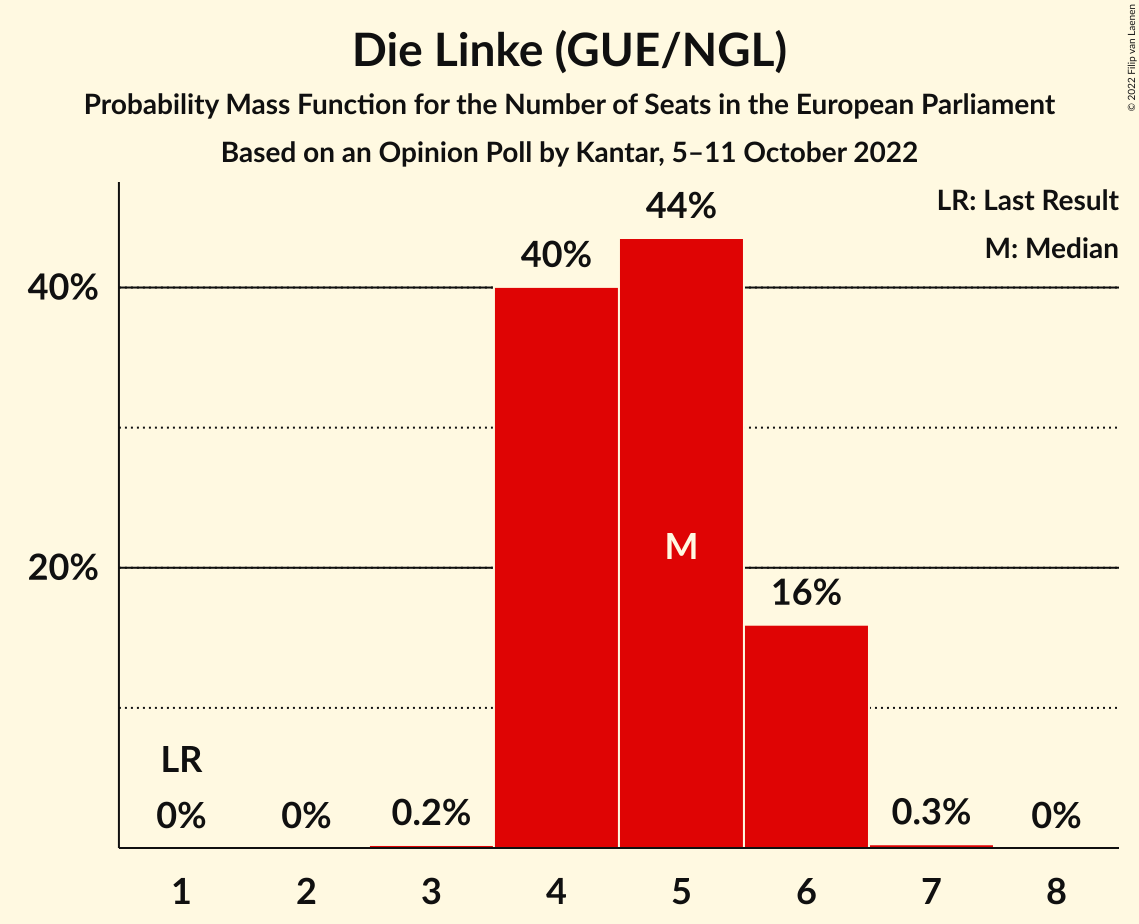 Die Linke (GUE/NGL)
Probability Mass Function for the Number of Seats in the European Parliament
Based on an Opinion Poll by Kantar, 5–11 October 2022
© 2022 Filip van Laenen
LR: Last Result
M: Median
44%
40%
40%
M
20%
16%
LR
0%
0%
0.2%
0.3%
0%
1
2
3
4
5
6
7
8